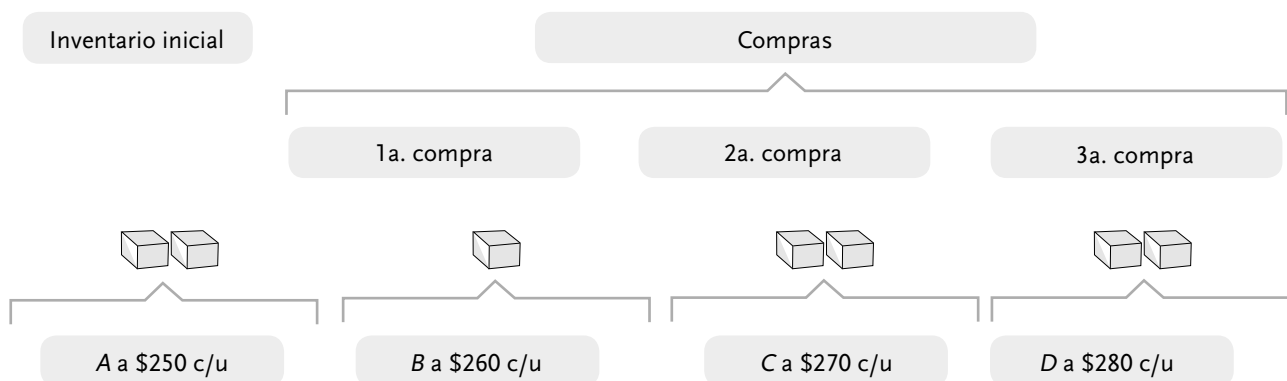 Inventario inicial
Compras
1a. compra
2a. compra
3a. compra
A a $250 c/u
B a $260 c/u
C a $270 c/u
D a $280 c/u